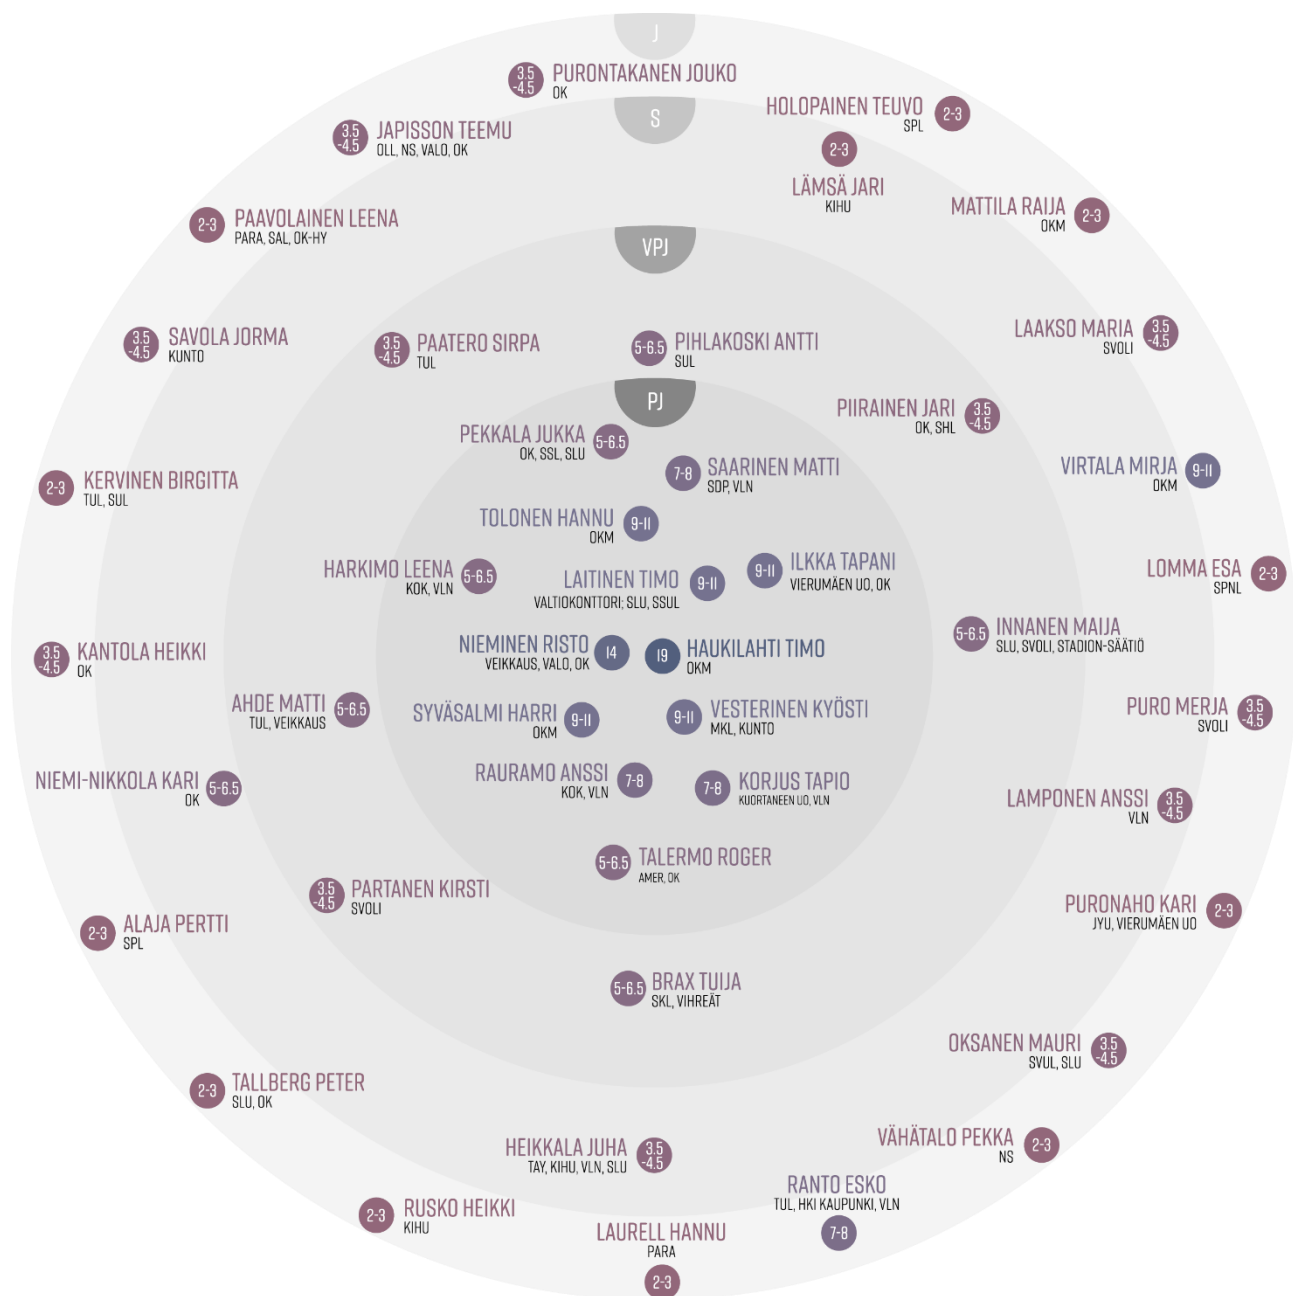 J
3.5
-4.5
PURONTAKANEN JOUKO
OK
HOLOPAINEN TEUVO
SPL
2-3
S
3.5
-4.5
JAPISSON TEEMU
OLL, NS, VALO, OK
2-3
LÄMSÄ JARI
KIHU
MATTILA RAIJA
OKM
2-3
2-3
PAAVOLAINEN LEENA
PARA, SAL, OK-HY
VPJ
3.5
-4.5
SAVOLA JORMA
KUNTO
3.5
-4.5
PAATERO SIRPA
TUL
5-6.5
PIHLAKOSKI ANTTI
SUL
LAAKSO MARIA
SVOLI
3.5
-4.5
PJ
PIIRAINEN JARI
OK, SHL
3.5
-4.5
PEKKALA JUKKA
OK, SSL, SLU
5-6.5
7-8
SAARINEN MATTI
SDP, VLN
VIRTALA MIRJA
OKM
9-11
2-3
KERVINEN BIRGITTA
TUL, SUL
TOLONEN HANNU
OKM
9-11
HARKIMO LEENA
KOK, VLN
5-6.5
LAITINEN TIMO
VALTIOKONTTORI; SLU, SSUL
9-11
9-11
ILKKA TAPANI
VIERUMÄEN UO, OK
LOMMA ESA
SPNL
2-3
3.5
-4.5
KANTOLA HEIKKI
OK
NIEMINEN RISTO
VEIKKAUS, VALO, OK
14
19
HAUKILAHTI TIMO
OKM
5-6.5
INNANEN MAIJA
SLU, SVOLI, STADION-SÄÄTIÖ
AHDE MATTI
TUL, VEIKKAUS
5-6.5
SYVÄSALMI HARRI
OKM
9-11
9-11
VESTERINEN KYÖSTI
MKL, KUNTO
PURO MERJA
SVOLI
3.5
-4.5
NIEMI-NIKKOLA KARI
OK
5-6.5
RAURAMO ANSSI
KOK, VLN
7-8
7-8
KORJUS TAPIO
KUORTANEEN UO, VLN
LAMPONEN ANSSI
VLN
3.5
-4.5
5-6.5
TALERMO ROGER
AMER, OK
3.5
-4.5
PARTANEN KIRSTI
SVOLI
PURONAHO KARI
JYU, VIERUMÄEN UO
2-3
2-3
ALAJA PERTTI
SPL
5-6.5
BRAX TUIJA
SKL, VIHREÄT
OKSANEN MAURI
SVUL, SLU
3.5
-4.5
2-3
TALLBERG PETER
SLU, OK
HEIKKALA JUHA
TAY, KIHU, VLN, SLU
3.5
-4.5
VÄHÄTALO PEKKA
NS
2-3
RANTO ESKO
TUL, HKI KAUPUNKI, VLN
7-8
2-3
RUSKO HEIKKI
KIHU
LAURELL HANNU
PARA
2-3